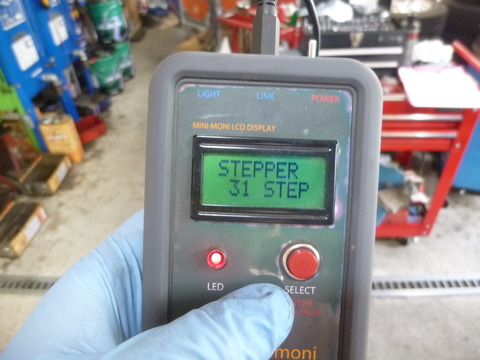 LIGHT LINK POWER
MINI-MONI LCD DISPLAY
STEPPER
31 STEP
LED SELECT
moni